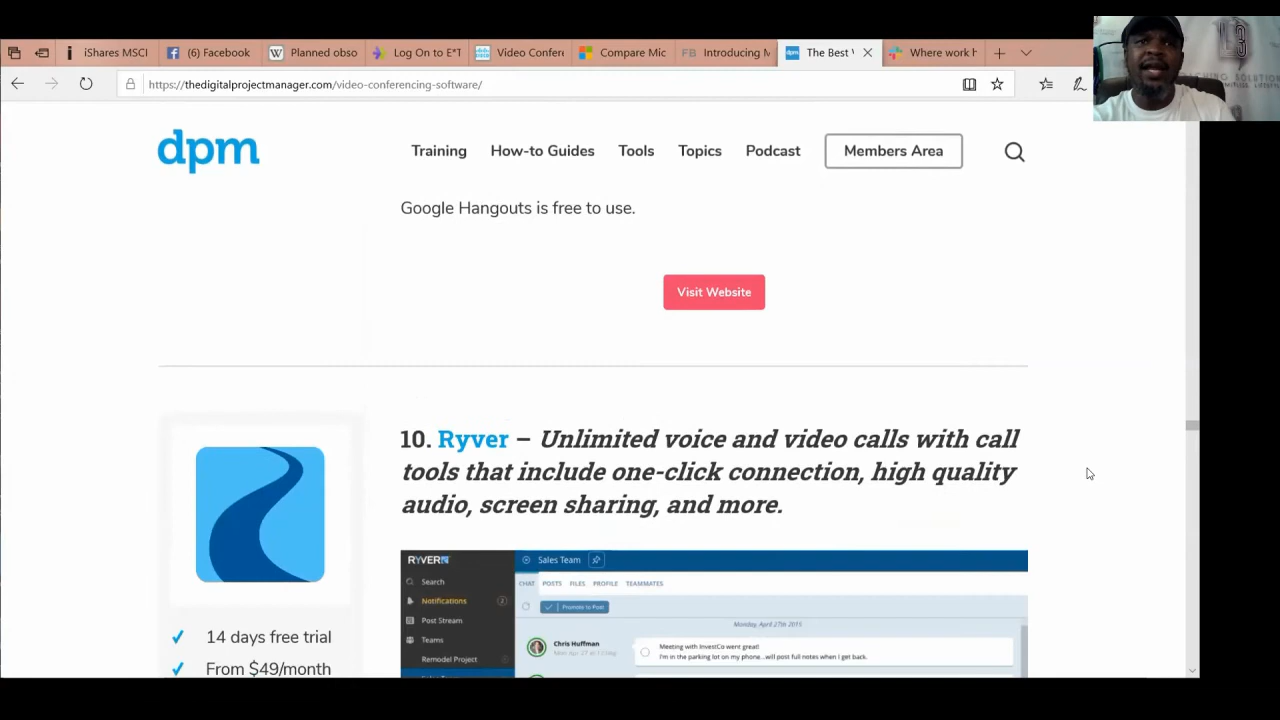 iShares MSCI
(6) Facebook
Planned obso
Log On to E*T
Video Confere
Compare Mic
FB Introducing M
dpm The Best
Where work h
https://thedigitalprojectmanager.com/video-conferencing-software/
dpm
Training
How-to Guides
Tools
Topics
Podcast
Members Area
Google Hangouts is free to use.
Visit Website
10. Ryver – Unlimited voice and video calls with call
tools that include one-click connection, high quality
audio, screen sharing, and more.
14 days free trial
From $49/month
RYVER
Search
Notifications 2
Post Stream
Teams
Remodel Project
Sales Team
CHAT POSTS FILES PROFILE TEAMMATES
Promote to Post
Monday, April 27th 2015
Chris Huffman
Meeting with InvestCo went great!
I'm in the parking lot on my phone...will post full notes when I get back.